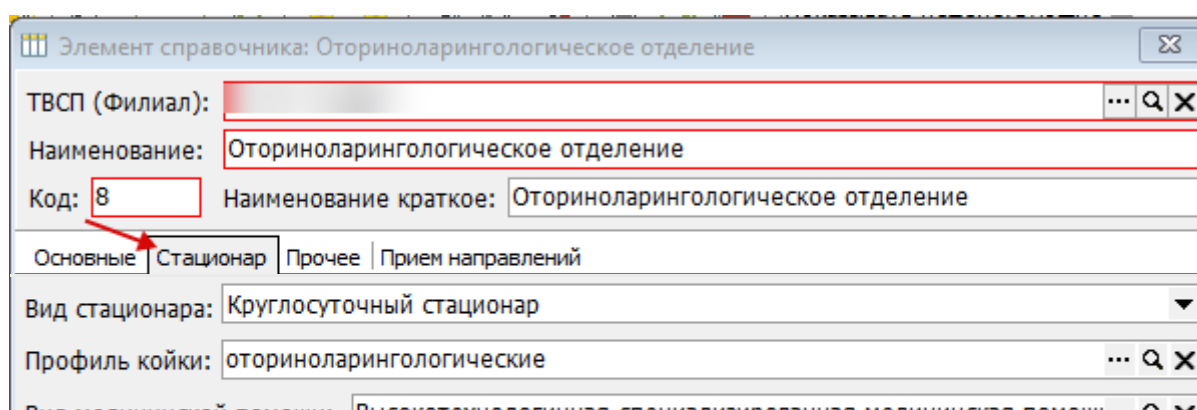 Элемент справочника: Оториноларингологическое отделение
ТВСП (Филиал):
Наименование: Оториноларингологическое отделение
Код: 8 Наименование краткое: Оториноларингологическое отделение
Основные Стационар Прочее Прием направлений
Вид стационара: Круглосуточный стационар
Профиль койки: оториноларингологические